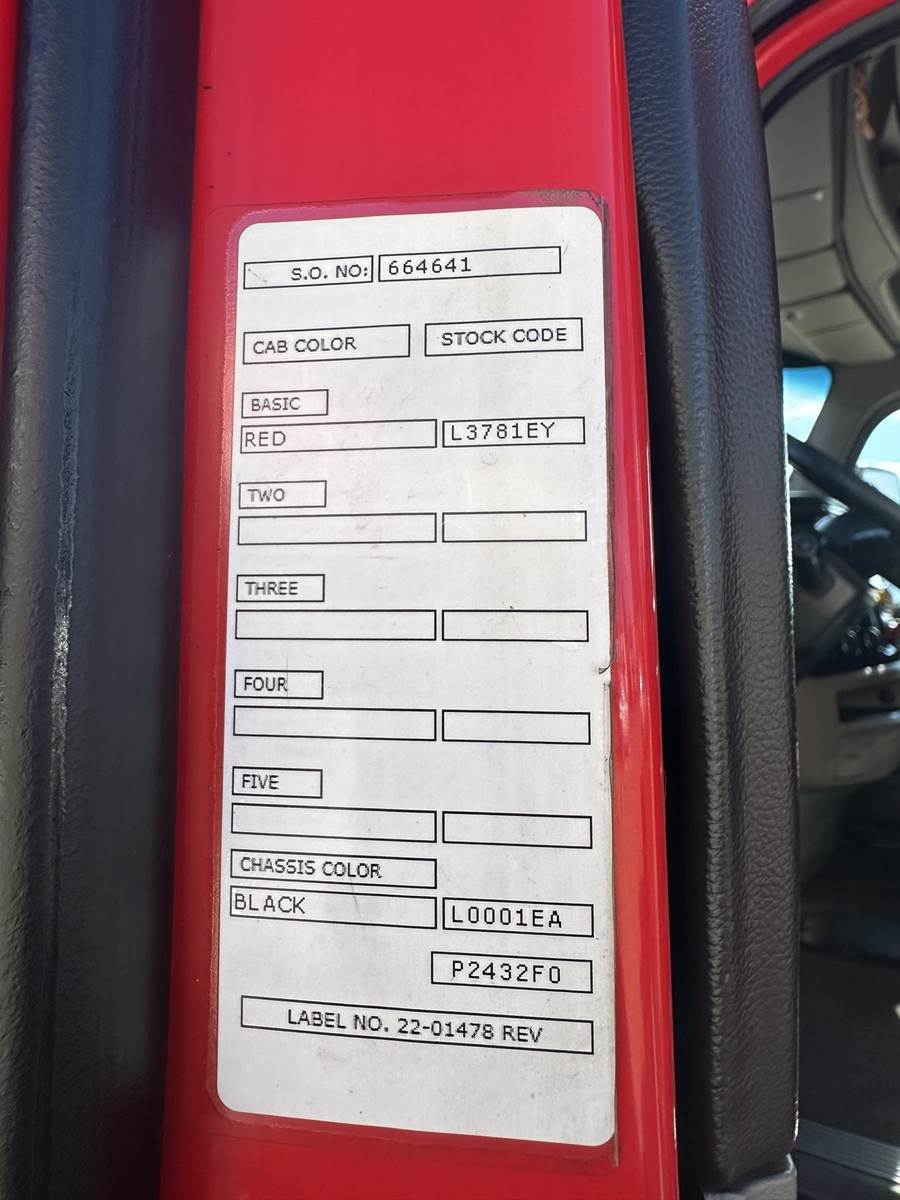 S.O. NO: 664641
CAB COLOR STOCK CODE
BASIC
RED L3781EY
TWO
THREE
FOUR
FIVE
CHASSIS COLOR
BLACK L0001EA
P2432F0
LABEL NO. 22-01478 REV